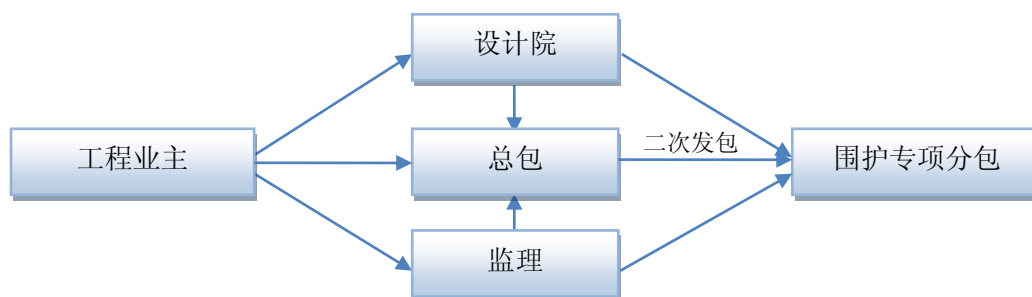 设计院
工程业主
总包
二次发包
围护专项分包
监理